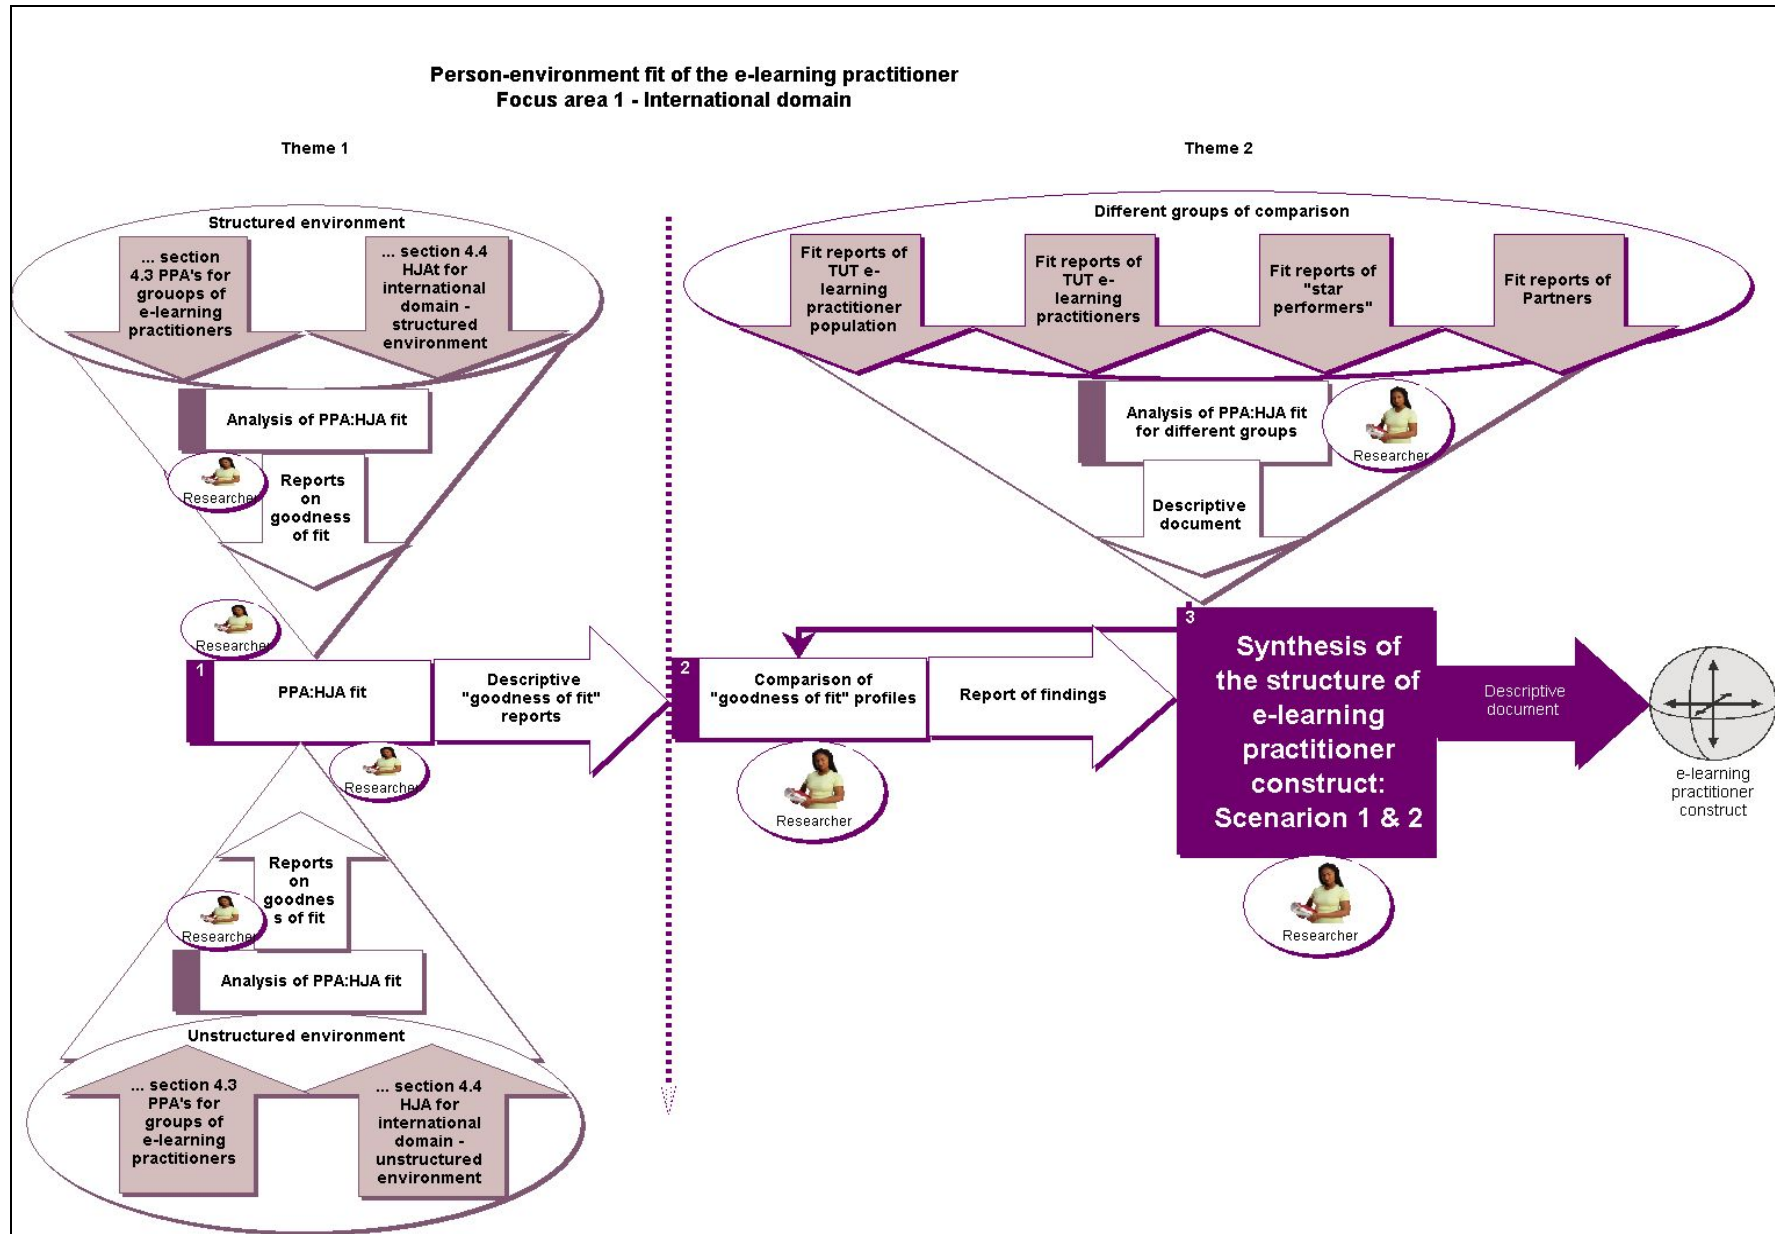 Person-environment fit of the e-learning practitioner
Focus area 1 - International domain
Theme 1
Structured environment
... section
4.3 PPA's for
grouops of
e-learning
practitioners
... section 4.4
HJAt for
international
domain -
structured
environment
Analysis of PPA:HJA fit
Researcher
Reports
on
goodness
of fit
Researcher
1
PPA:HJA fit
Researcher
Descriptive
"goodness of fit"
reports
Reports
on
goodnes
s of fit
Researcher
Analysis of PPA:HJA fit
Unstructured environment
... section 4.3
PPA's for
groups of
e-learning
practitioners
... section 4.4
HJA for
international
domain -
unstructured
environment
Theme 2
Different groups of comparison
Fit reports of
TUT e-
learning
practitioner
population
Fit reports of
TUT e-
learning
practitioners
Fit reports of
"star
performers"
Fit reports of
Partners
Analysis of PPA:HJA fit
for different groups
Researcher
Descriptive
document
2
Comparison of
"goodness of fit" profiles
Researcher
Report of findings
3
Synthesis of
the structure of
e-learning
practitioner
construct:
Scenarion 1 & 2
Researcher
Descriptive
document
e-learning
practitioner
construct